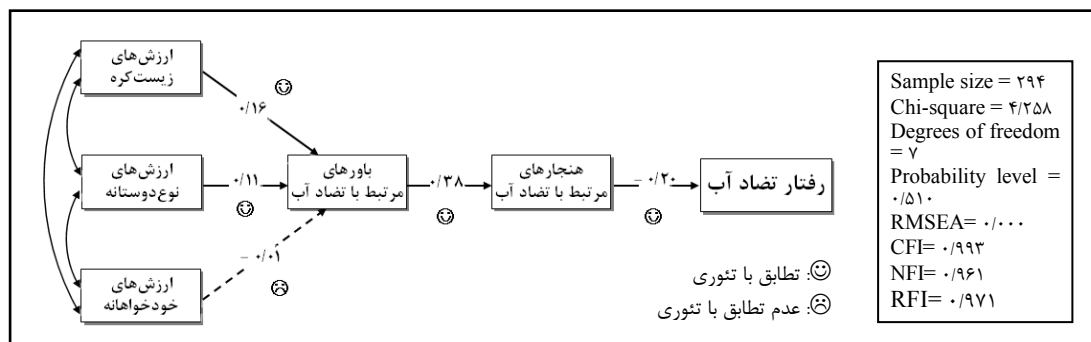 ارزش‌های
زیست‌کره
۰/۱۶
ارزش‌های
نوع‌دوستانه
۰/۱۱
باورهای
مرتبط با تضاد آب
۰/۳۸
هنجارهای
مرتبط با تضاد آب
− ۰/۲۰
رفتار تضاد آب
− ۰/۰۱
ارزش‌های
خودخواهانه
☺: تطابق با تئوری
☹: عدم تطابق با تئوری
Sample size = ۲۹۴
Chi-square = ۴/۲۵۸
Degrees of freedom
= ۷
Probability level =
۰/۵۱۰
RMSEA= ۰/۰۰۰
CFI= ۰/۹۹۳
NFI= ۰/۹۶۱
RFI= ۰/۹۷۱